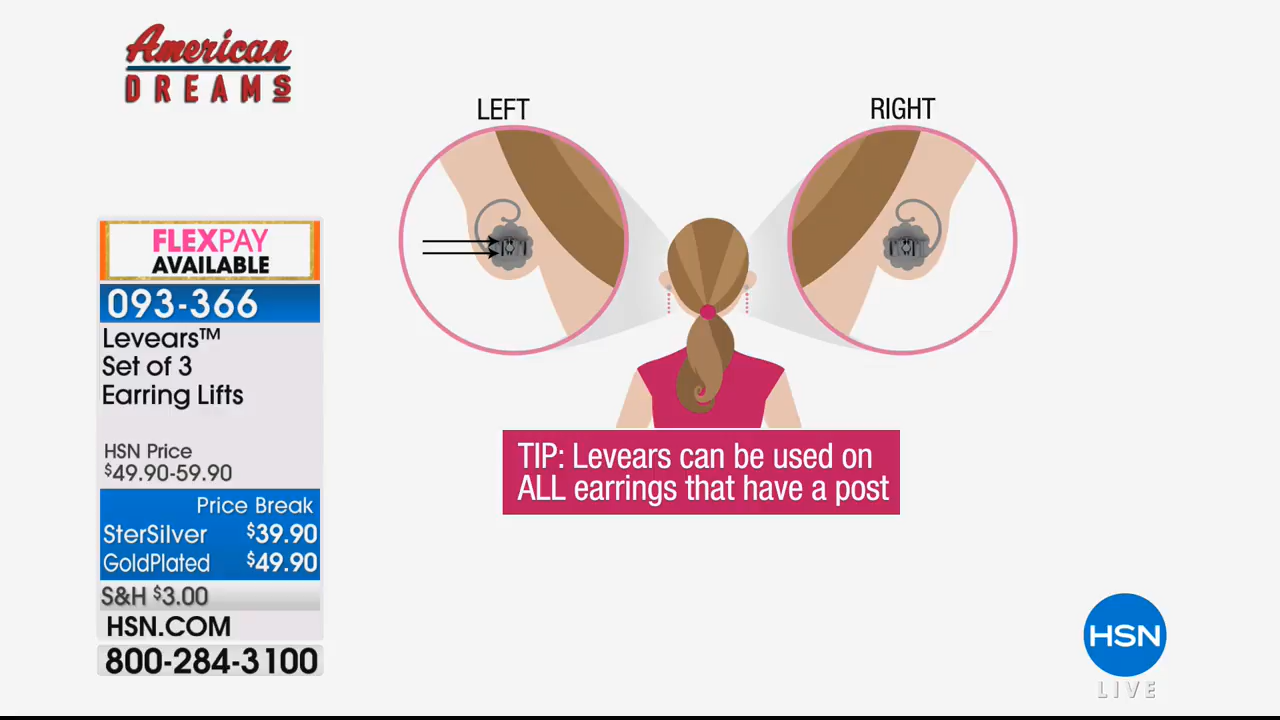 American
DREAMS
LEFT
RIGHT
FLEXPAY
AVAILABLE
093-366
Levears™
Set of 3
Earring Lifts
HSN Price
$49.90-59.90
Price Break
SterSilver $39.90
GoldPlated $49.90
S&H $3.00
HSN.COM
800-284-3100
TIP: Levears can be used on
ALL earrings that have a post
HSN
LIVE